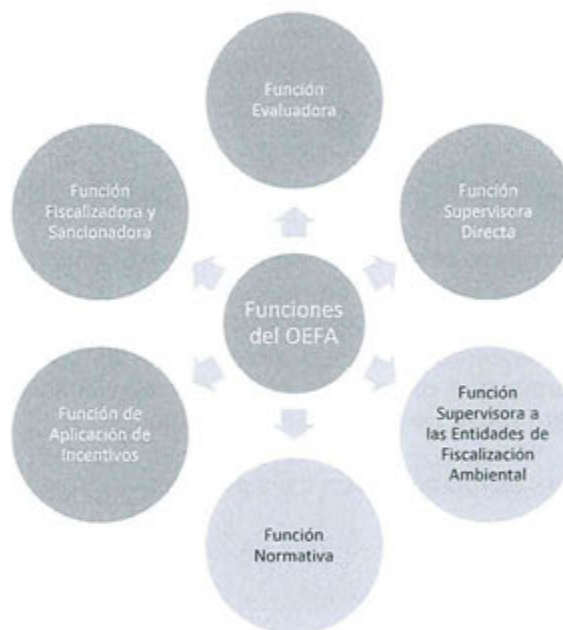 Función
Evaluadora
Función
Fiscalizadora y
Sancionadora
Función
Supervisora
Directa
Funciones
del OEFA
Función de
Aplicación de
Incentivos
Función
Supervisora a
las Entidades de
Fiscalización
Ambiental
Función
Normativa